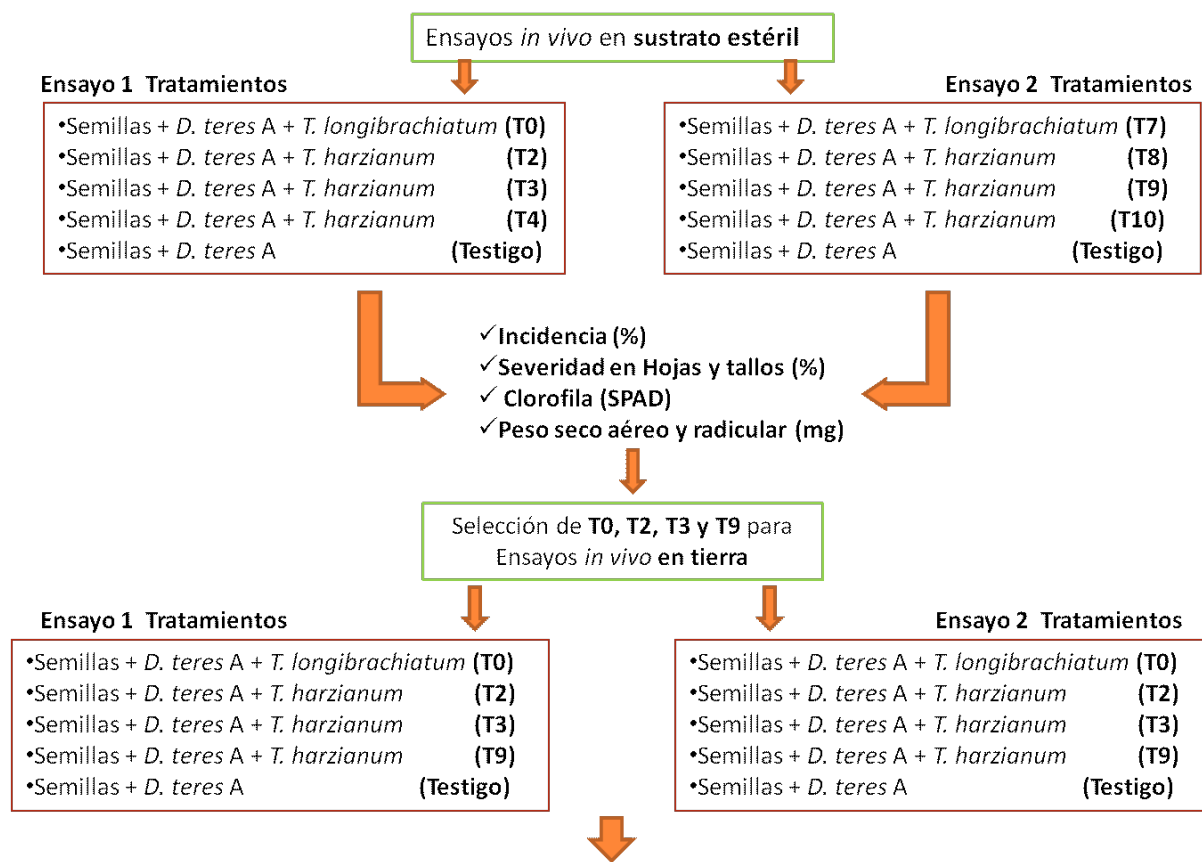 Ensayos in vivo en sustrato estéril
Ensayo 1 Tratamientos
•Semillas + D. teres A + T. longibrachiatum (T0)
•Semillas + D. teres A + T. harzianum (T2)
•Semillas + D. teres A + T. harzianum (T3)
•Semillas + D. teres A + T. harzianum (T4)
•Semillas + D. teres A (Testigo)
Ensayo 2 Tratamientos
•Semillas + D. teres A + T. longibrachiatum (T7)
•Semillas + D. teres A + T. harzianum (T8)
•Semillas + D. teres A + T. harzianum (T9)
•Semillas + D. teres A + T. harzianum (T10)
•Semillas + D. teres A (Testigo)
✓Incidencia (%)
✓Severidad en Hojas y tallos (%)
✓ Clorofila (SPAD)
✓Peso seco aéreo y radicular (mg)
Selección de T0, T2, T3 y T9 para
Ensayos in vivo en tierra
Ensayo 1 Tratamientos
•Semillas + D. teres A + T. longibrachiatum (T0)
•Semillas + D. teres A + T. harzianum (T2)
•Semillas + D. teres A + T. harzianum (T3)
•Semillas + D. teres A + T. harzianum (T9)
•Semillas + D. teres A (Testigo)
Ensayo 2 Tratamientos
•Semillas + D. teres A + T. longibrachiatum (T0)
•Semillas + D. teres A + T. harzianum (T2)
•Semillas + D. teres A + T. harzianum (T3)
•Semillas + D. teres A + T. harzianum (T9)
•Semillas + D. teres A (Testigo)